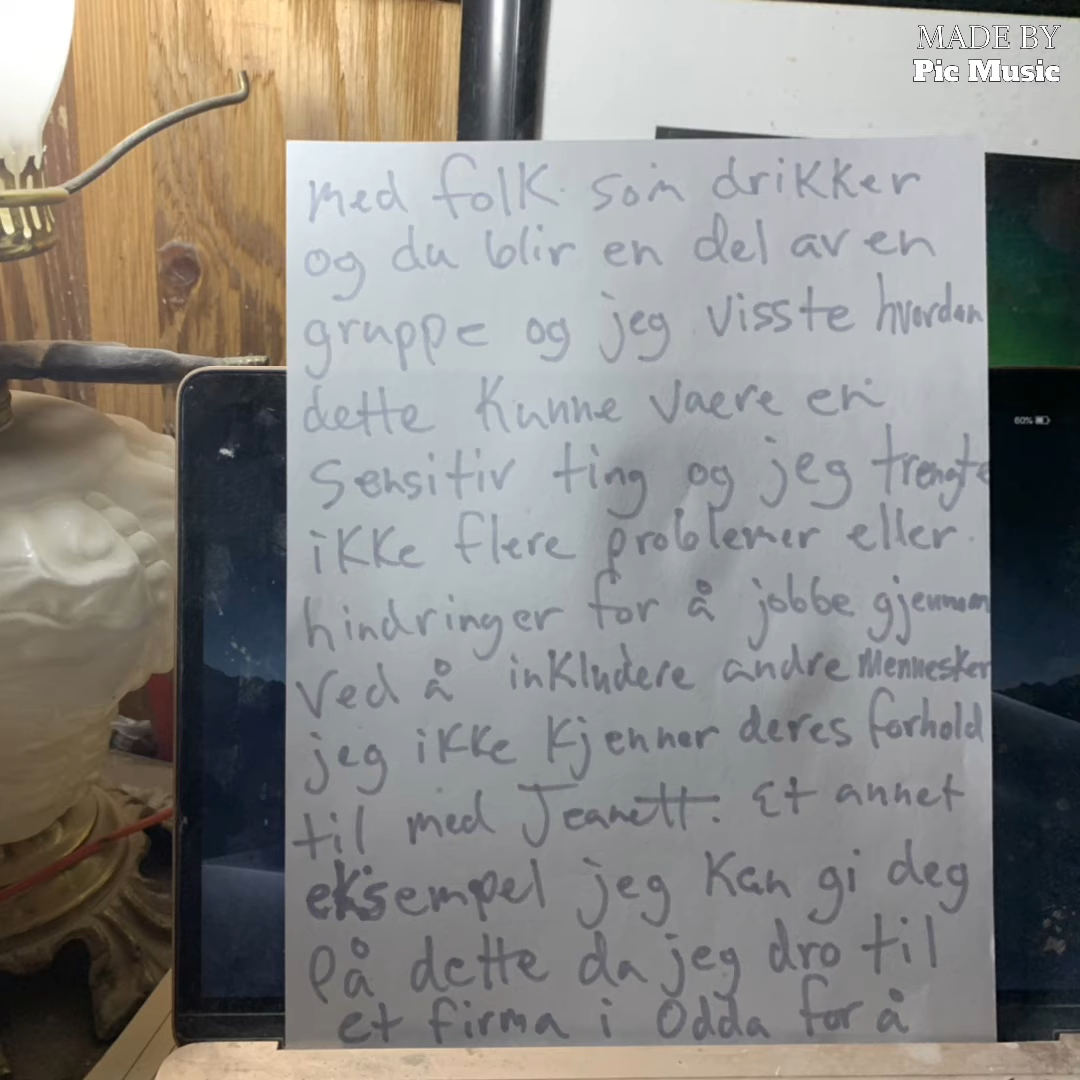 MADE BY
Pic Music
med folk som drikker
og du blir en del av en
gruppe og jeg visste hvordan
dette kunne vaere en
sensitiv ting og jeg trengte
ikke flere problemer eller
hindringer for å jobbe gjennom
ved å inkludere andre mennesker
jeg ikke kjenner deres forhold
til med Jeanett. Et annet
eksempel jeg kan gi deg
på dette da jeg dro til
et firma i Odda for å
60%